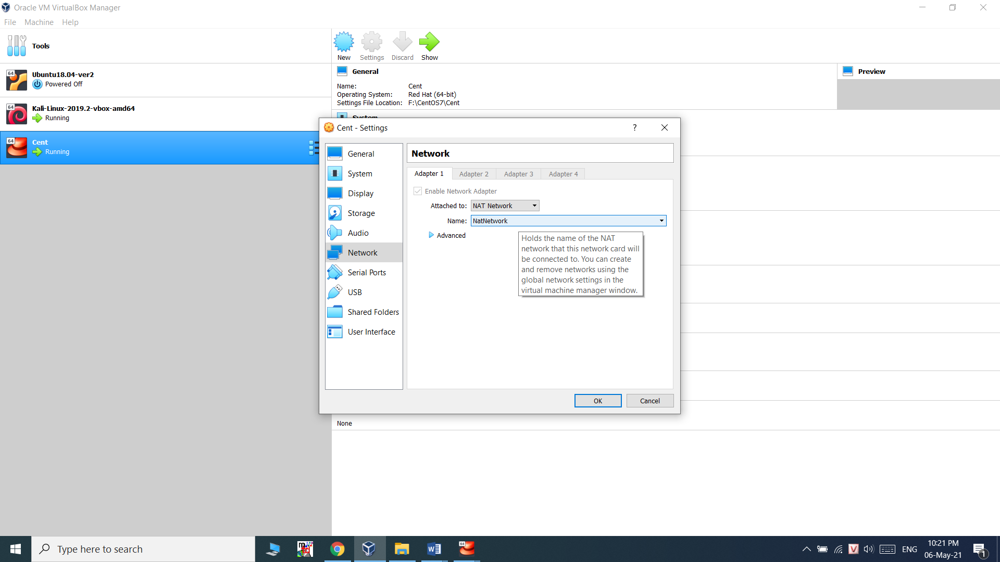 Oracle VM VirtualBox Manager
File Machine Help
Tools
New Settings Discard Show
64 Ubuntu18.04-ver2
Powered Off
64 Kali-Linux-2019.2-vbox-amd64
Running
64 Cent
Running
General
Name: Cent
Operating System: Red Hat (64-bit)
Settings File Location: F:\CentOS7\Cent
Preview
System
Cent - Settings
?
General
System
Display
Storage
Audio
Network
Serial Ports
USB
Shared Folders
User Interface
Network
Adapter 1 Adapter 2 Adapter 3 Adapter 4
Enable Network Adapter
Attached to: NAT Network
Name: NatNetwork
Advanced
Holds the name of the NAT
network that this network card will
be connected to. You can create
and remove networks using the
global network settings in the
virtual machine manager window.
OK Cancel
None
Type here to search
64
ENG
10:21 PM
06-May-21
1